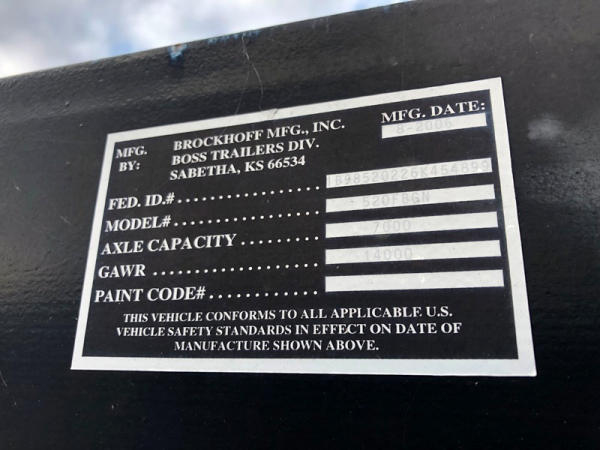 MFG. DATE:
8-2006
MFG. BY:
BROCKHOFF MFG., INC.
BOSS TRAILERS DIV.
SABETHA, KS 66534
FED. ID.# 1B98520226K454899
MODEL# 520FBGN
AXLE CAPACITY 7000
GAWR 14000
PAINT CODE#
THIS VEHICLE CONFORMS TO ALL APPLICABLE U.S.
VEHICLE SAFETY STANDARDS IN EFFECT ON DATE OF
MANUFACTURE SHOWN ABOVE.